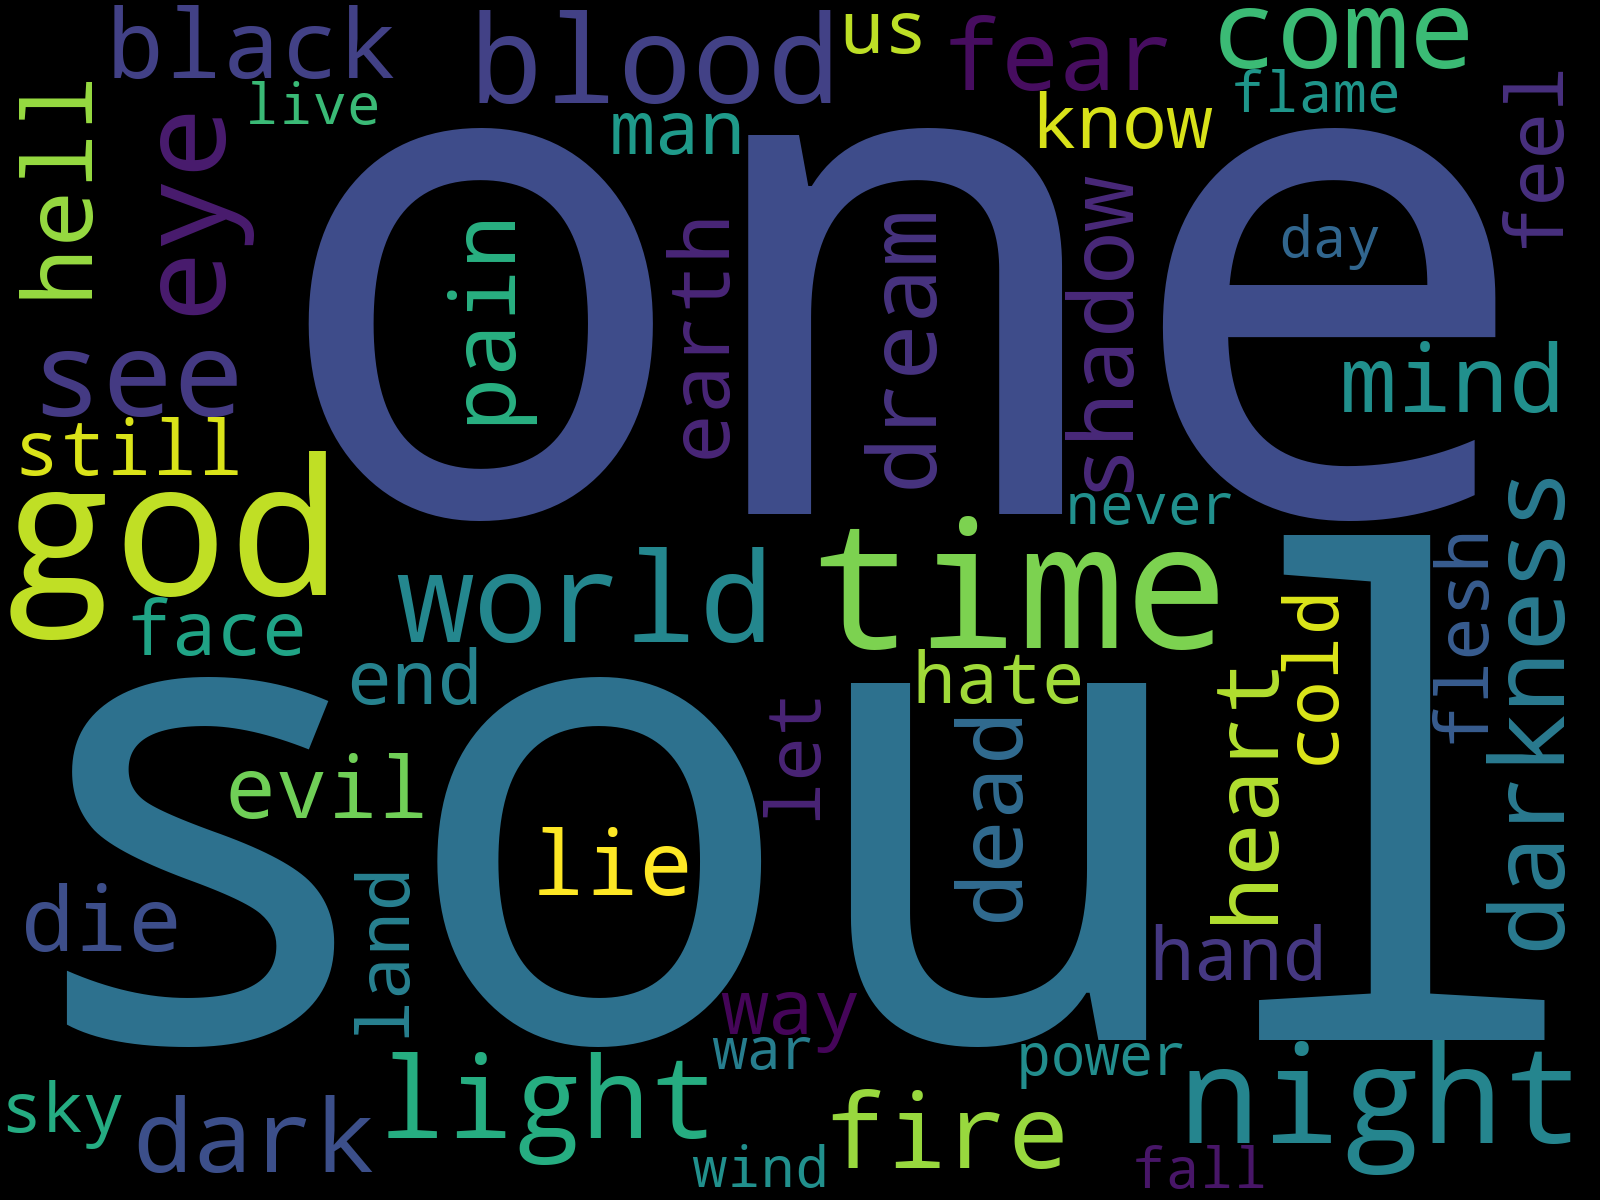 black
blood
us
fear
come
live
man
know
flame
hell
eye
one
feel
pain
earth
dream
shadow
day
see
mind
still
god
never
time
world
soul
flesh
darkness
face
cold
end
hate
heart
let
dead
evil
lie
die
land
hand
way
war
power
light
night
sky
dark
fire
wind
fall